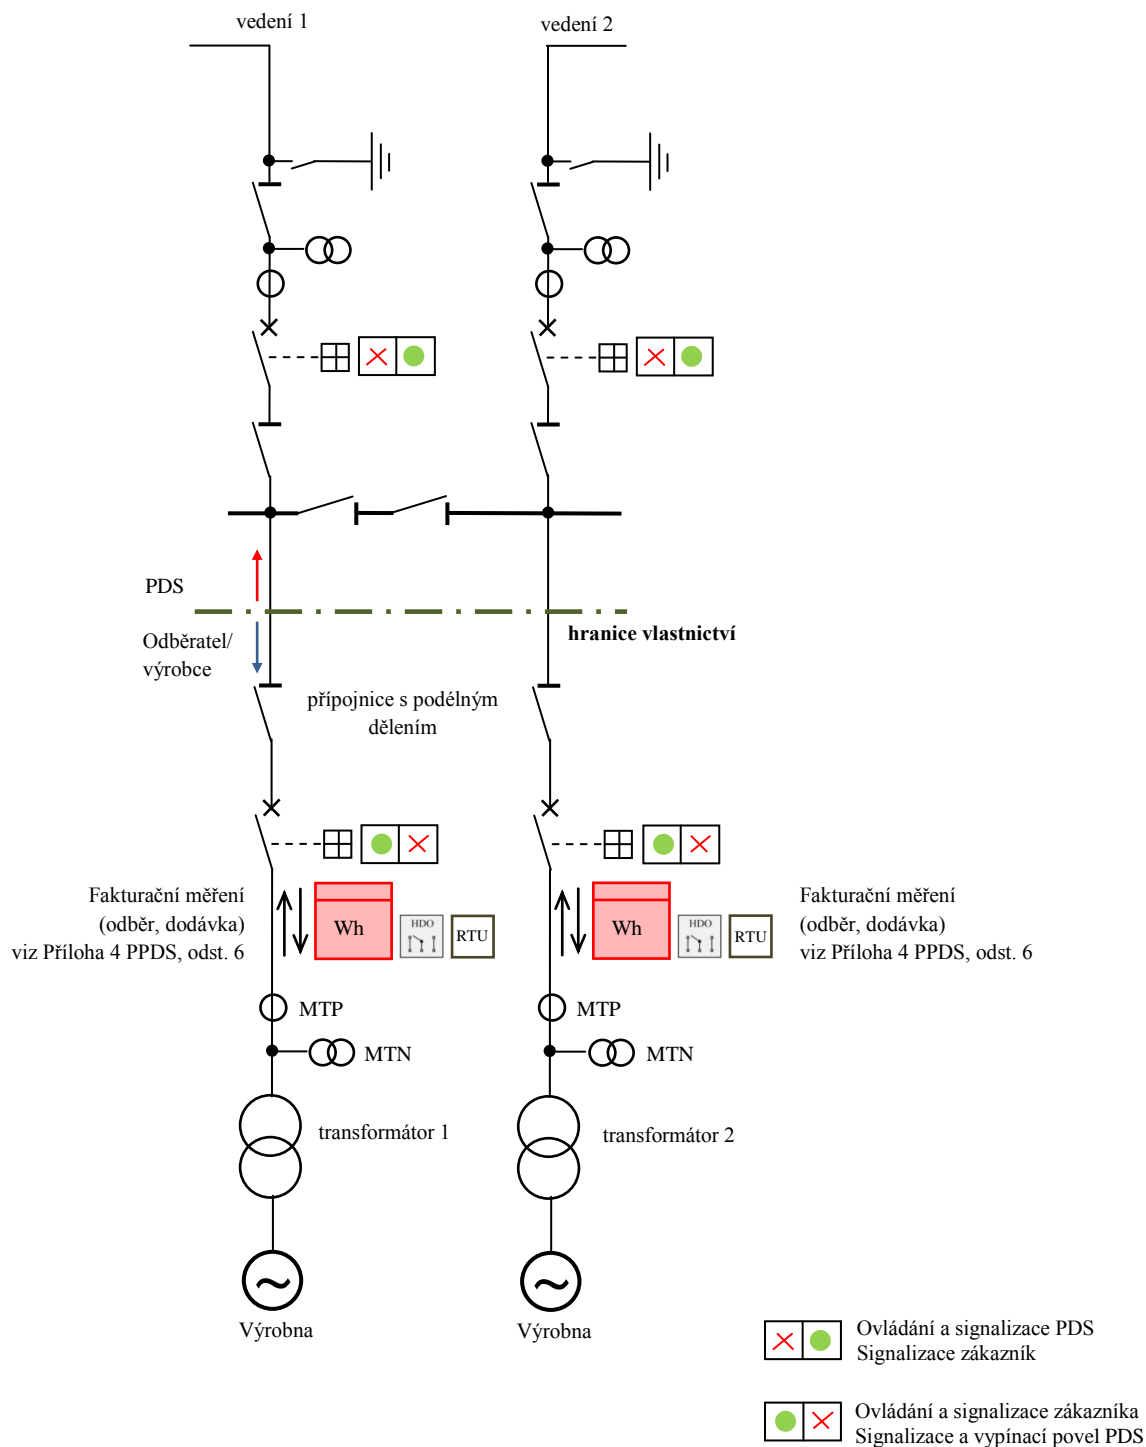 vedení 1
vedení 2
PDS
Odběratel/
výrobce
hranice vlastnictví
přípojnice s podélným
dělením
Fakturační měření
(odběr, dodávka)
viz Příloha 4 PPDS, odst. 6
Wh
HDO
RTU
Wh
HDO
RTU
Fakturační měření
(odběr, dodávka)
viz Příloha 4 PPDS, odst. 6
MTP
MTP
MTN
MTN
transformátor 1
transformátor 2
Výrobna
Výrobna
Ovládání a signalizace PDS
Signalizace zákazník
Ovládání a signalizace zákazníka
Signalizace a vypínací povel PDS